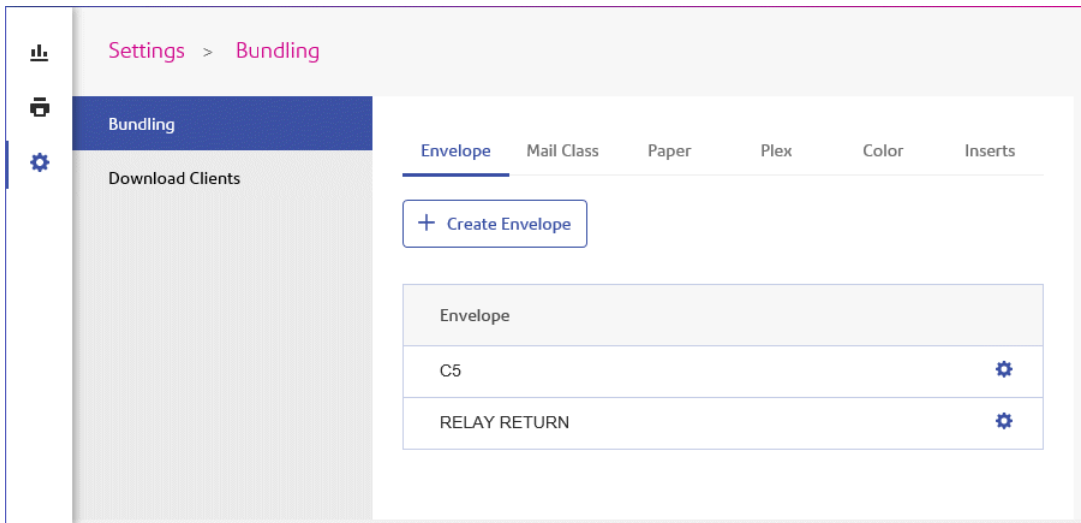 Settings > Bundling
Bundling
Download Clients
Envelope Mail Class Paper Plex Color Inserts
+ Create Envelope
Envelope
C5
RELAY RETURN